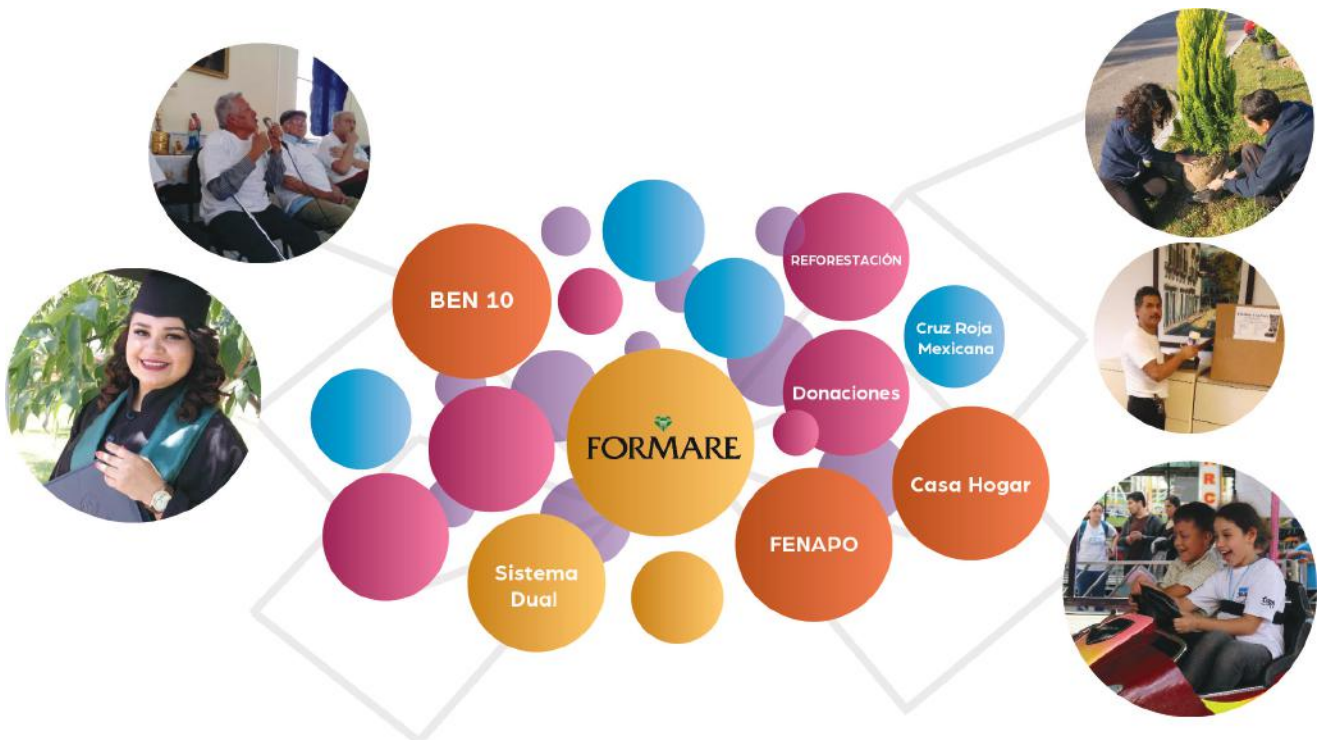 REFORESTACIÓN
BEN 10
Cruz Roja
Mexicana
Donaciones
FORMARE
Casa Hogar
FENAPO
Sistema
Dual